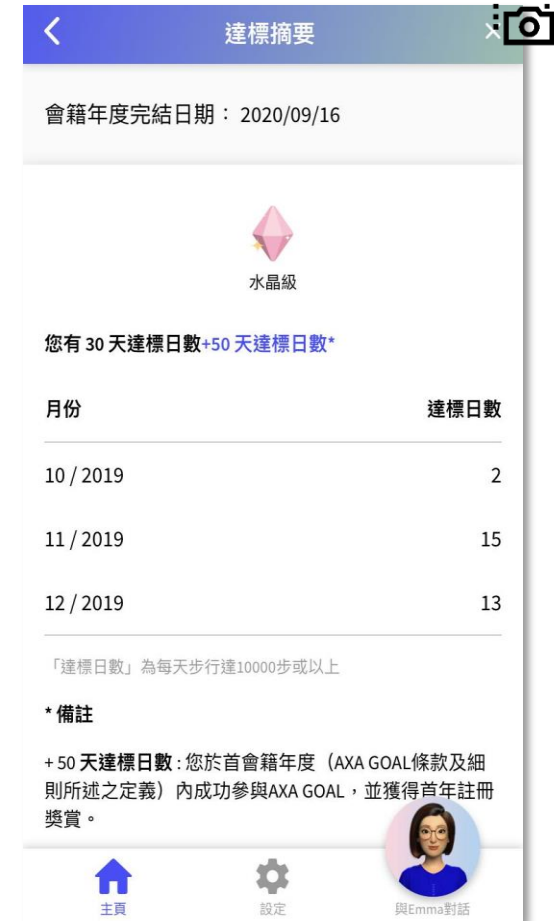 達標摘要
會籍年度完結日期： 2020/09/16
水晶級
您有 30 天達標日數+50 天達標日數*
月份 達標日數
10 / 2019 2
11 / 2019 15
12 / 2019 13
「達標日數」為每天步行達10000步或以上
* 備註
+ 50 天達標日數 : 您於首會籍年度（AXA GOAL條款及細
則所述之定義）內成功參與AXA GOAL，並獲得首年註冊
獎賞。
主頁 設定 與Emma對話